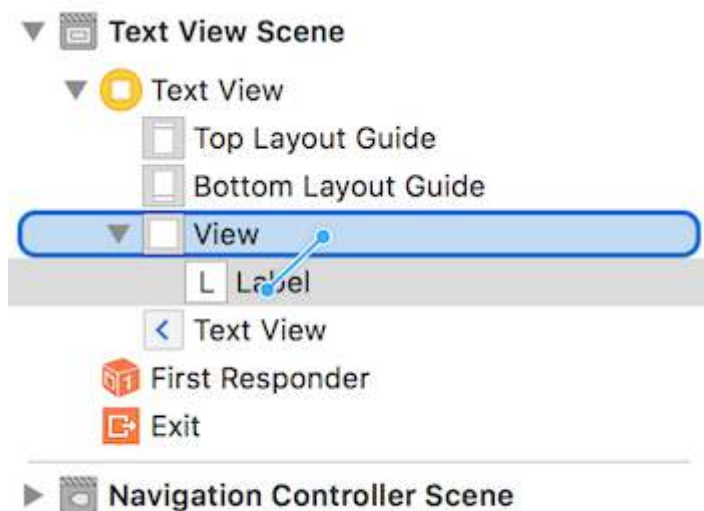 Text View Scene
Text View
Top Layout Guide
Bottom Layout Guide
View
L Label
Text View
First Responder
Exit
Navigation Controller Scene